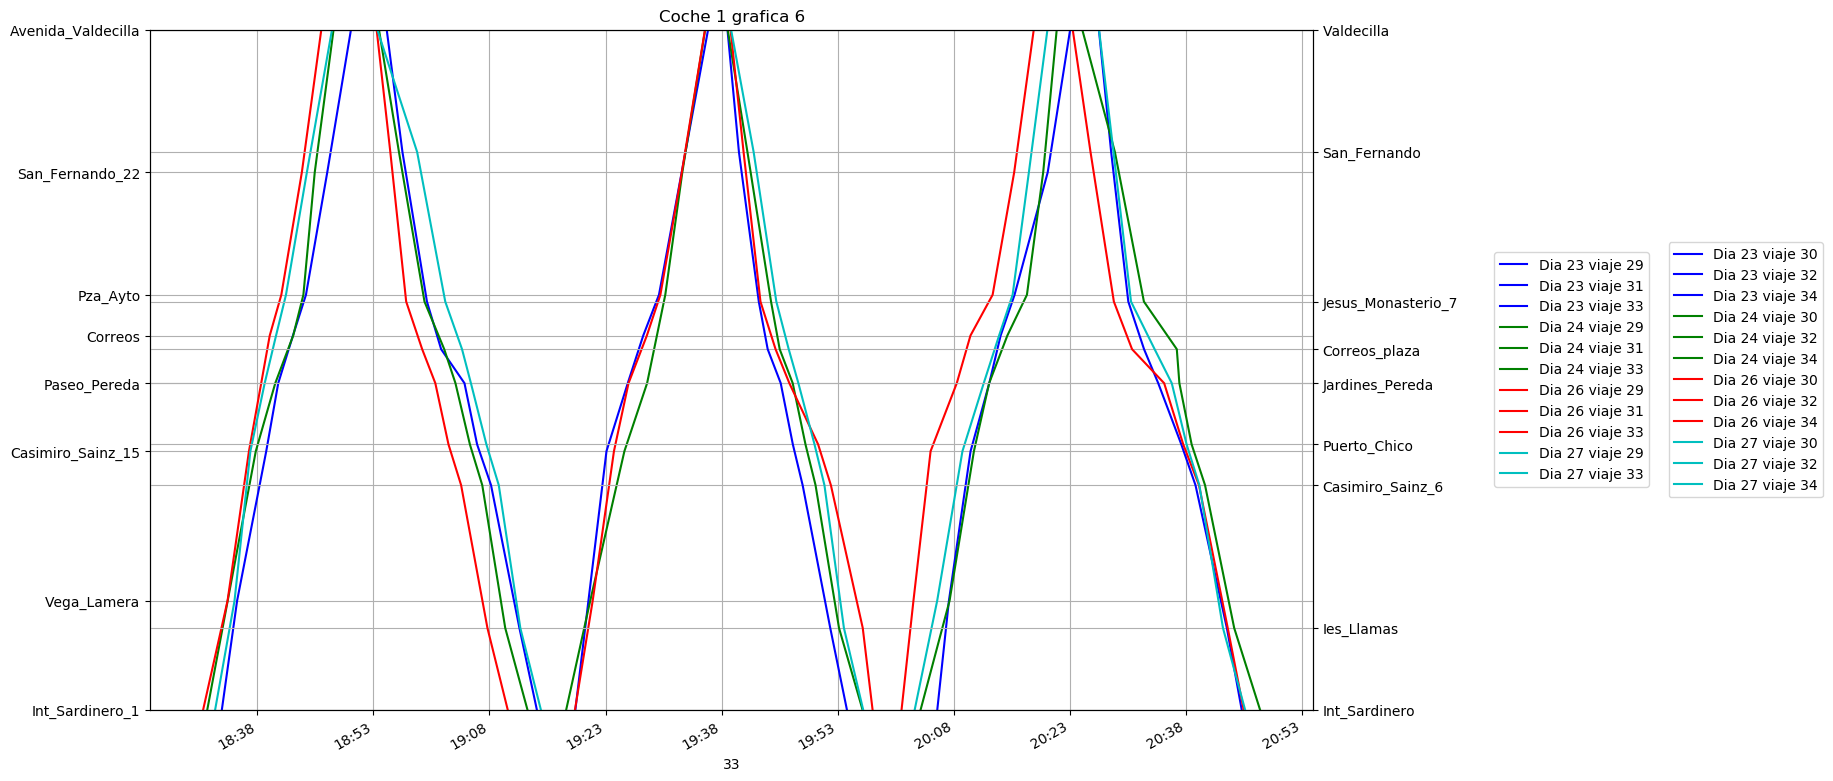 Coche 1 grafica 6
Avenida_Valdecilla
San_Fernando_22
Pza_Ayto
Correos
Paseo_Pereda
Casimiro_Sainz_15
Vega_Lamera
Int_Sardinero_1
Valdecilla
San_Fernando
Jesus_Monasterio_7
Correos_plaza
Jardines_Pereda
Puerto_Chico
Casimiro_Sainz_6
Ies_Llamas
Int_Sardinero
18:38
18:53
19:08
19:23
19:38
19:53
20:08
20:23
20:38
20:53
33
Dia 23 viaje 29
Dia 23 viaje 31
Dia 23 viaje 33
Dia 24 viaje 29
Dia 24 viaje 31
Dia 24 viaje 33
Dia 26 viaje 29
Dia 26 viaje 31
Dia 26 viaje 33
Dia 27 viaje 29
Dia 27 viaje 33
Dia 23 viaje 30
Dia 23 viaje 32
Dia 23 viaje 34
Dia 24 viaje 30
Dia 24 viaje 32
Dia 24 viaje 34
Dia 26 viaje 30
Dia 26 viaje 32
Dia 26 viaje 34
Dia 27 viaje 30
Dia 27 viaje 32
Dia 27 viaje 34